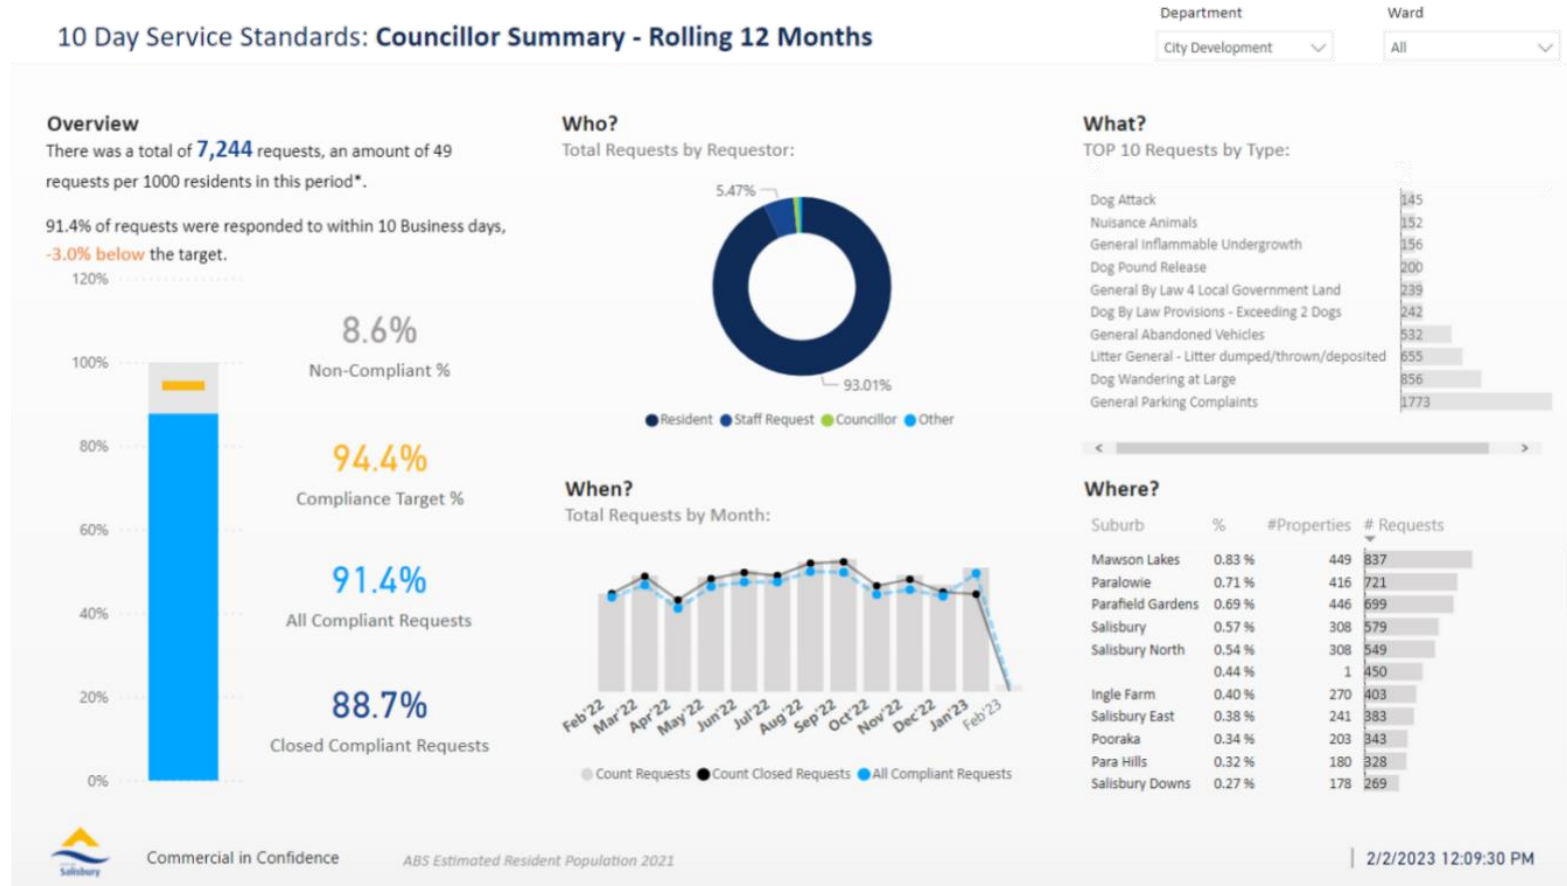 10 Day Service Standards: Councillor Summary - Rolling 12 Months
Department
City Development
Ward
All
Overview
There was a total of 7,244 requests, an amount of 49
requests per 1000 residents in this period*.
91.4% of requests were responded to within 10 Business days,
-3.0% below the target.
120%
100%
80%
60%
40%
20%
0%
8.6%
Non-Compliant %
94.4%
Compliance Target %
91.4%
All Compliant Requests
88.7%
Closed Compliant Requests
Who?
Total Requests by Requestor:
5.47%
93.01%
Resident Staff Request Councillor Other
When?
Total Requests by Month:
Feb'22 Mar'22 Apr'22 May'22 Jun'22 Jul'22 Aug'22 Sep'22 Oct'22 Nov'22 Dec'22 Jan'23 Feb'23
Count Requests Count Closed Requests All Compliant Requests
What?
TOP 10 Requests by Type:
Dog Attack 145
Nuisance Animals 152
General Inflammable Undergrowth 156
Dog Pound Release 200
General By Law 4 Local Government Land 239
Dog By Law Provisions - Exceeding 2 Dogs 242
General Abandoned Vehicles 532
Litter General - Litter dumped/thrown/deposited 655
Dog Wandering at Large 856
General Parking Complaints 1773
Where?
Suburb % #Properties # Requests
Mawson Lakes 0.83 % 449 837
Paralowie 0.71 % 416 721
Parafield Gardens 0.69 % 446 699
Salisbury 0.57 % 308 579
Salisbury North 0.54 % 308 549
0.44 % 1 450
Ingle Farm 0.40 % 270 403
Salisbury East 0.38 % 241 383
Pooraka 0.34 % 203 343
Para Hills 0.32 % 180 328
Salisbury Downs 0.27 % 178 269
Salisbury
Commercial in Confidence
ABS Estimated Resident Population 2021
2/2/2023 12:09:30 PM